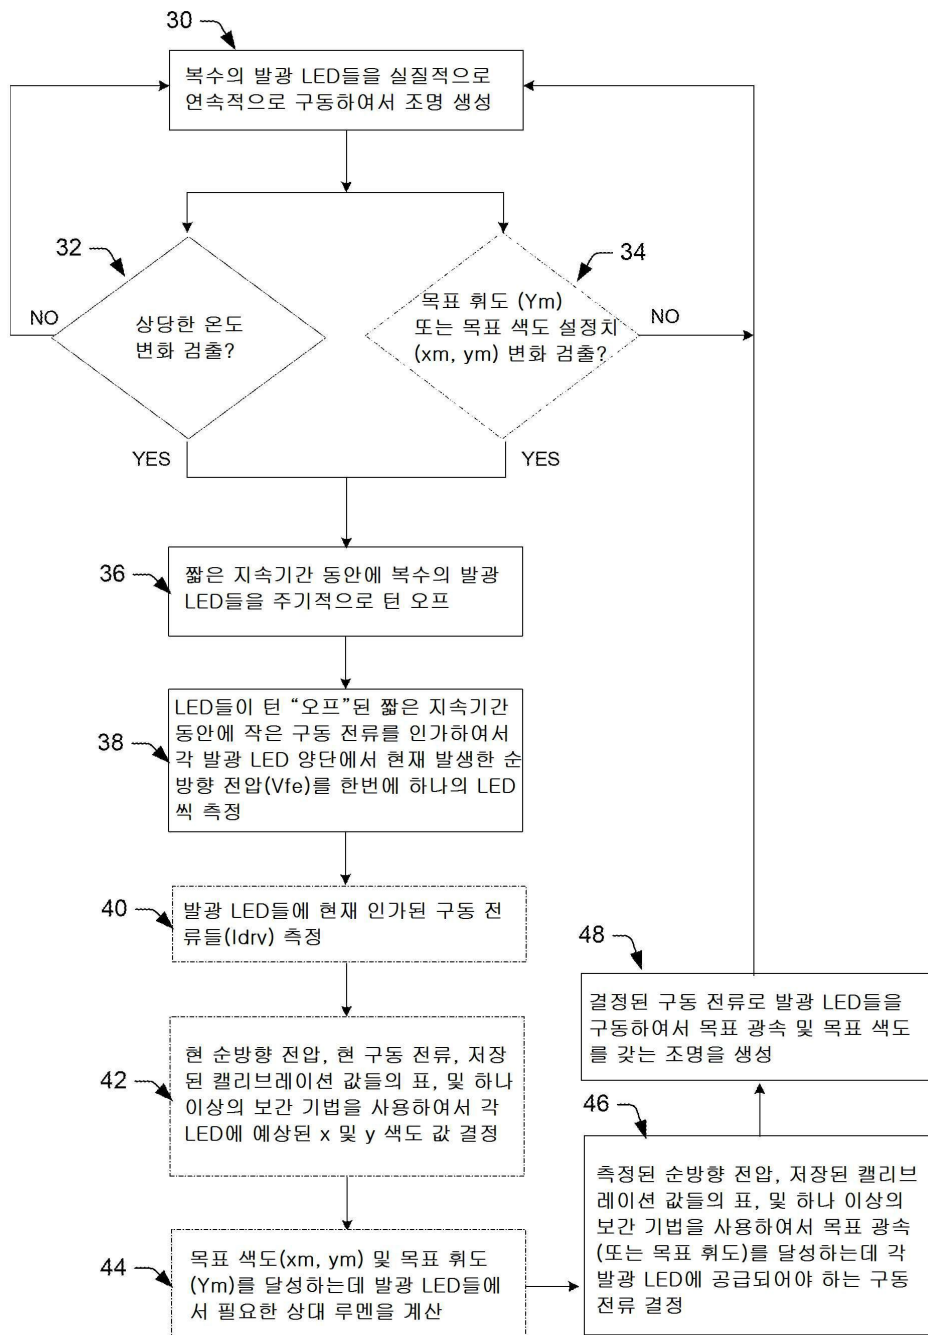 30
복수의 발광 LED들을 실질적으로
연속적으로 구동하여서 조명 생성
32
상당한 온도
변화 검출?
NO
YES
34
목표 휘도 (Ym)
또는 목표 색도 설정치
(xm, ym) 변화 검출?
NO
YES
36
짧은 지속기간 동안에 복수의 발광
LED들을 주기적으로 턴 오프
38
LED들이 턴 “오프”된 짧은 지속기간
동안에 작은 구동 전류를 인가하여서
각 발광 LED 양단에서 현재 발생한 순
방향 전압(Vfe)를 한번에 하나의 LED
씩 측정
40
발광 LED들에 현재 인가된 구동 전
류들(Idrv) 측정
42
현 순방향 전압, 현 구동 전류, 저장
된 캘리브레이션 값들의 표, 및 하나
이상의 보간 기법을 사용하여서 각
LED에 예상된 x 및 y 색도 값 결정
44
목표 색도(xm, ym) 및 목표 휘도
(Ym)를 달성하는데 발광 LED들에
서 필요한 상대 루멘을 계산
46
측정된 순방향 전압, 저장된 캘리브
레이션 값들의 표, 및 하나 이상의
보간 기법을 사용하여서 목표 광속
(또는 목표 휘도)를 달성하는데 각
발광 LED에 공급되어야 하는 구동
전류 결정
48
결정된 구동 전류로 발광 LED들을
구동하여서 목표 광속 및 목표 색도
를 갖는 조명을 생성